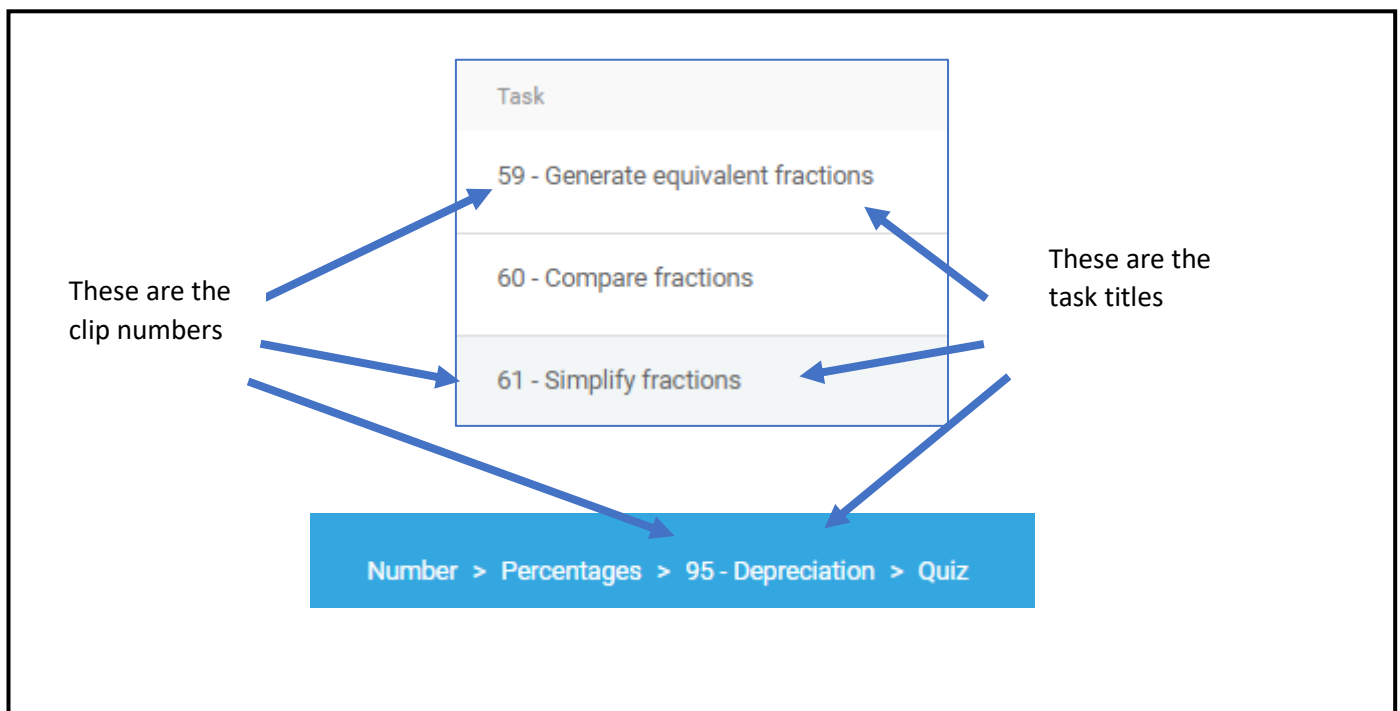 Task
59 - Generate equivalent fractions
60 - Compare fractions
61 - Simplify fractions
These are the
clip numbers
These are the
task titles
Number > Percentages > 95 - Depreciation > Quiz